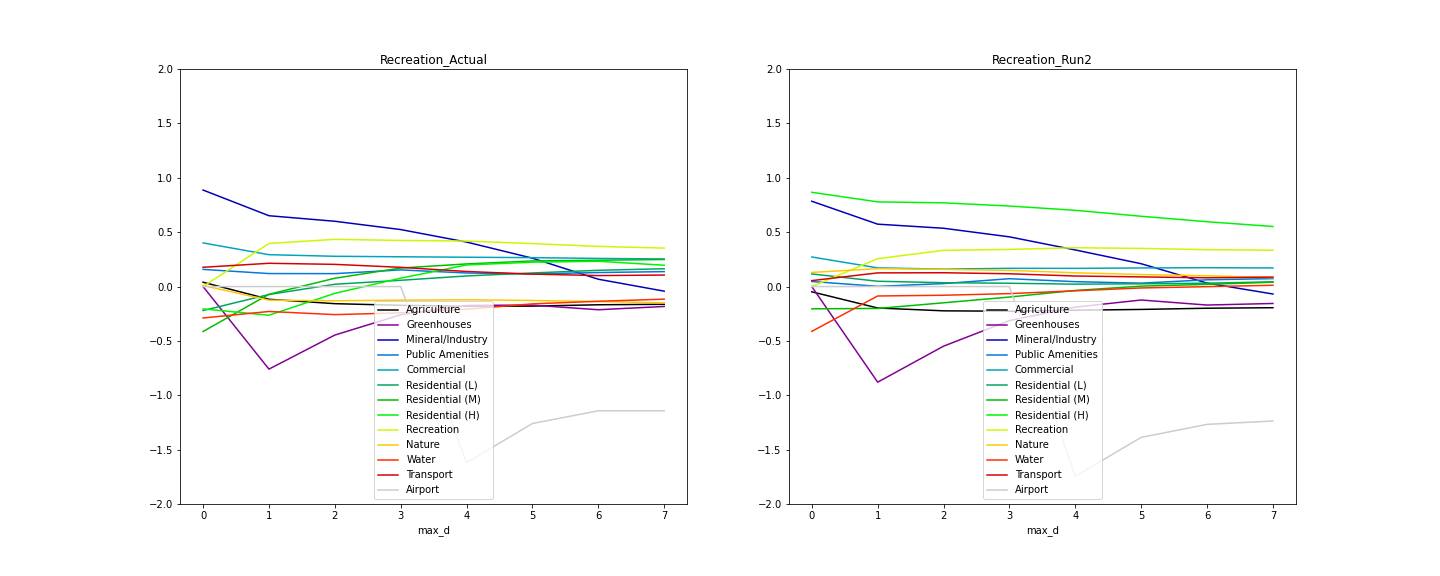 Recreation_Actual
2.0
1.5
1.0
0.5
0.0
−0.5
−1.0
−1.5
−2.0
Agriculture
Greenhouses
Mineral/Industry
Public Amenities
Commercial
Residential (L)
Residential (M)
Residential (H)
Recreation
Nature
Water
Transport
Airport
0 1 2 3 4 5 6 7
max_d
Recreation_Run2
2.0
1.5
1.0
0.5
0.0
−0.5
−1.0
−1.5
−2.0
Agriculture
Greenhouses
Mineral/Industry
Public Amenities
Commercial
Residential (L)
Residential (M)
Residential (H)
Recreation
Nature
Water
Transport
Airport
0 1 2 3 4 5 6 7
max_d